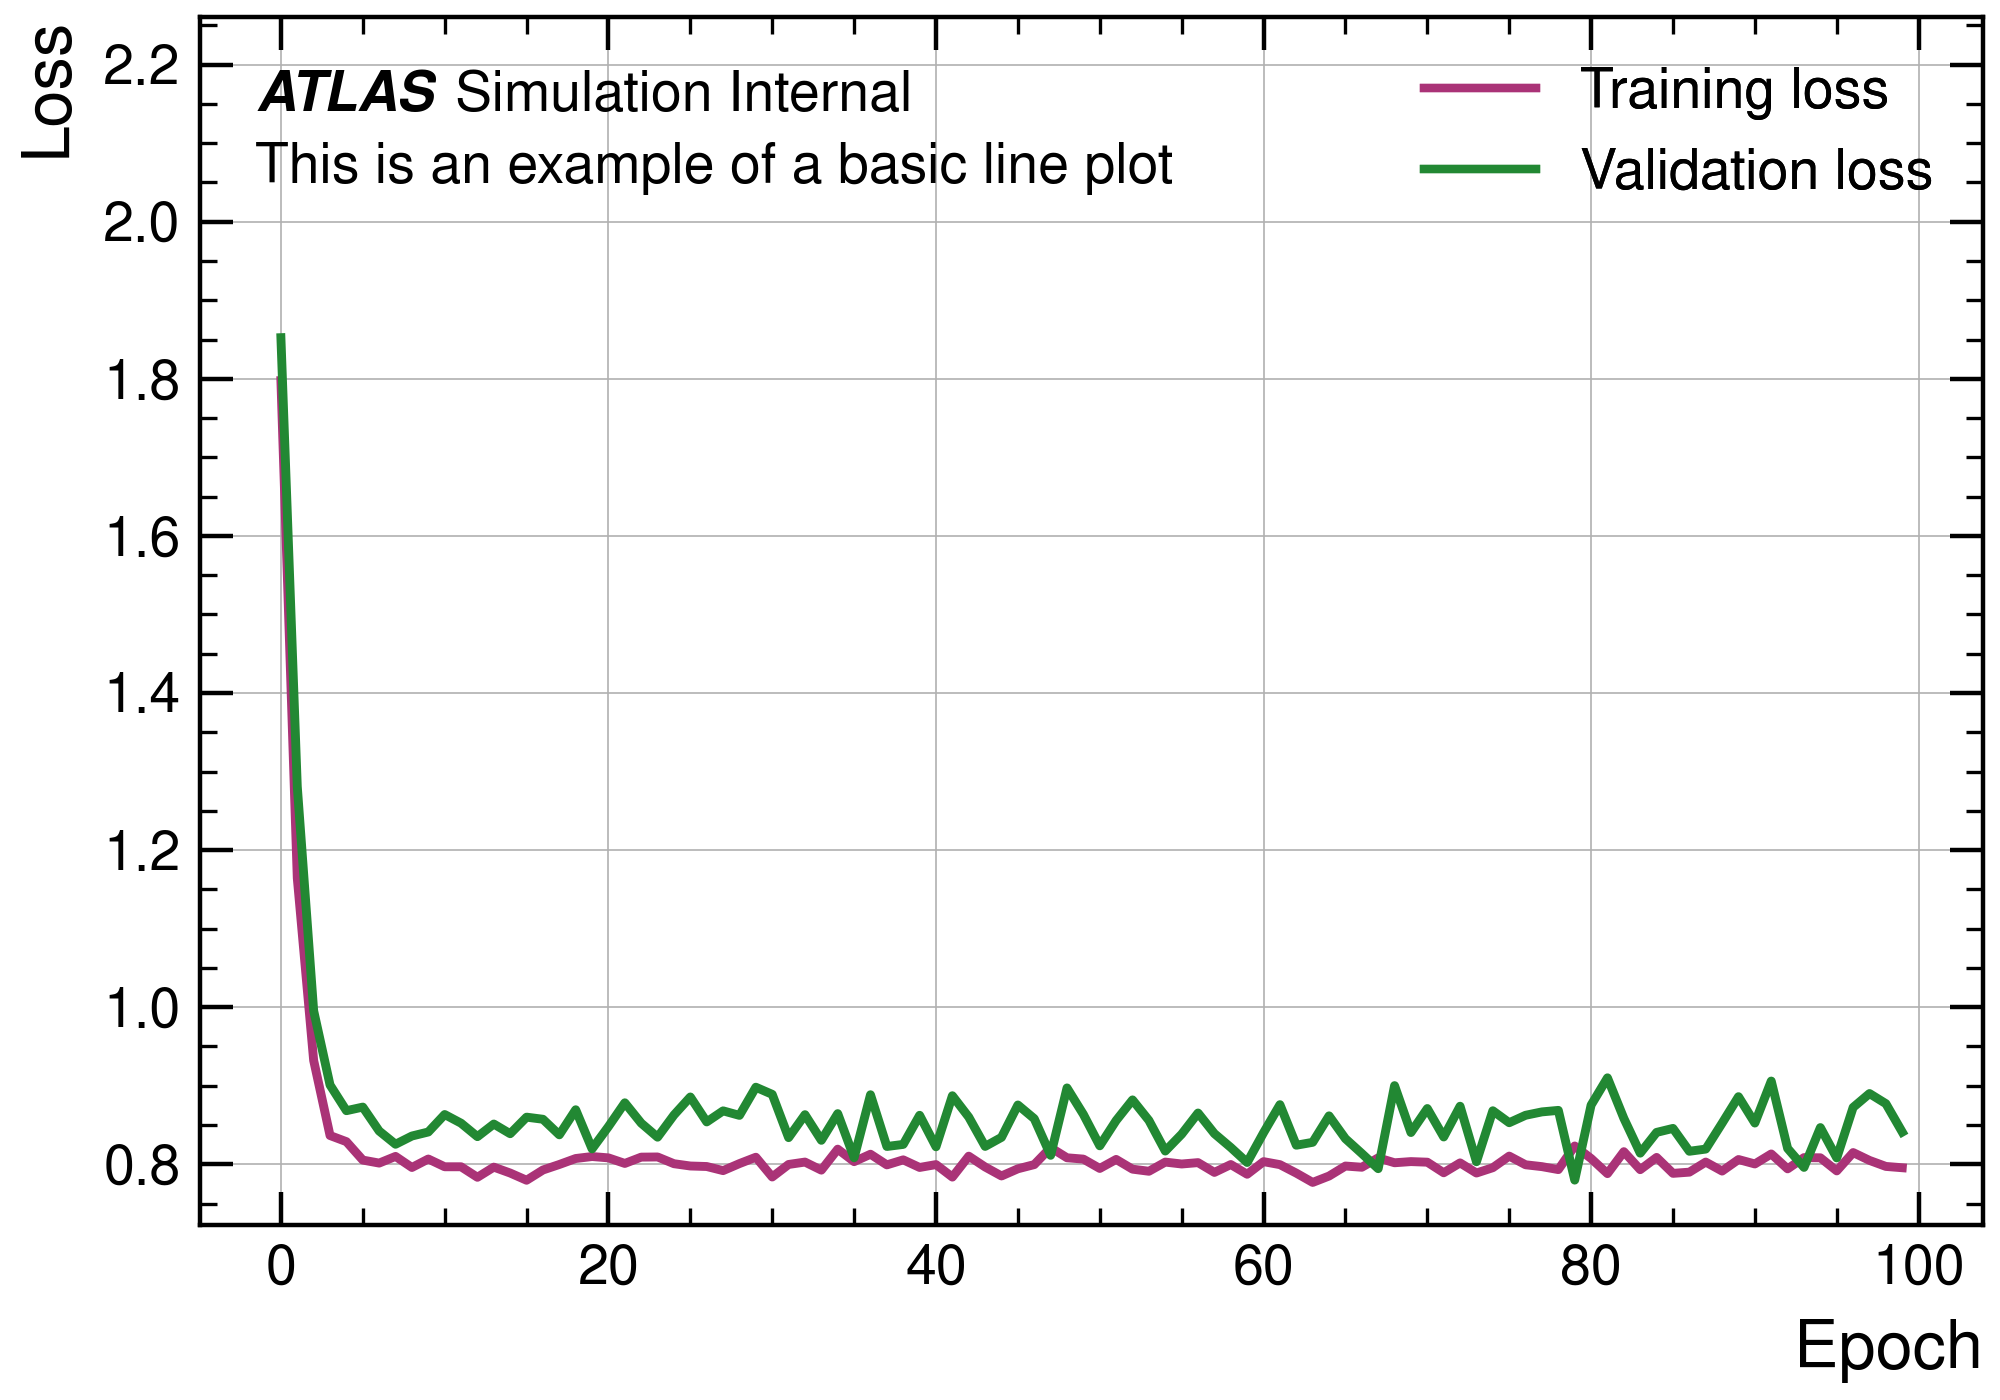 Loss
2.2
ATLAS Simulation Internal
Training loss
This is an example of a basic line plot
Validation loss
2.0
1.8
1.6
1.4
1.2
1.0
0.8
0 20 40 60 80 100
Epoch